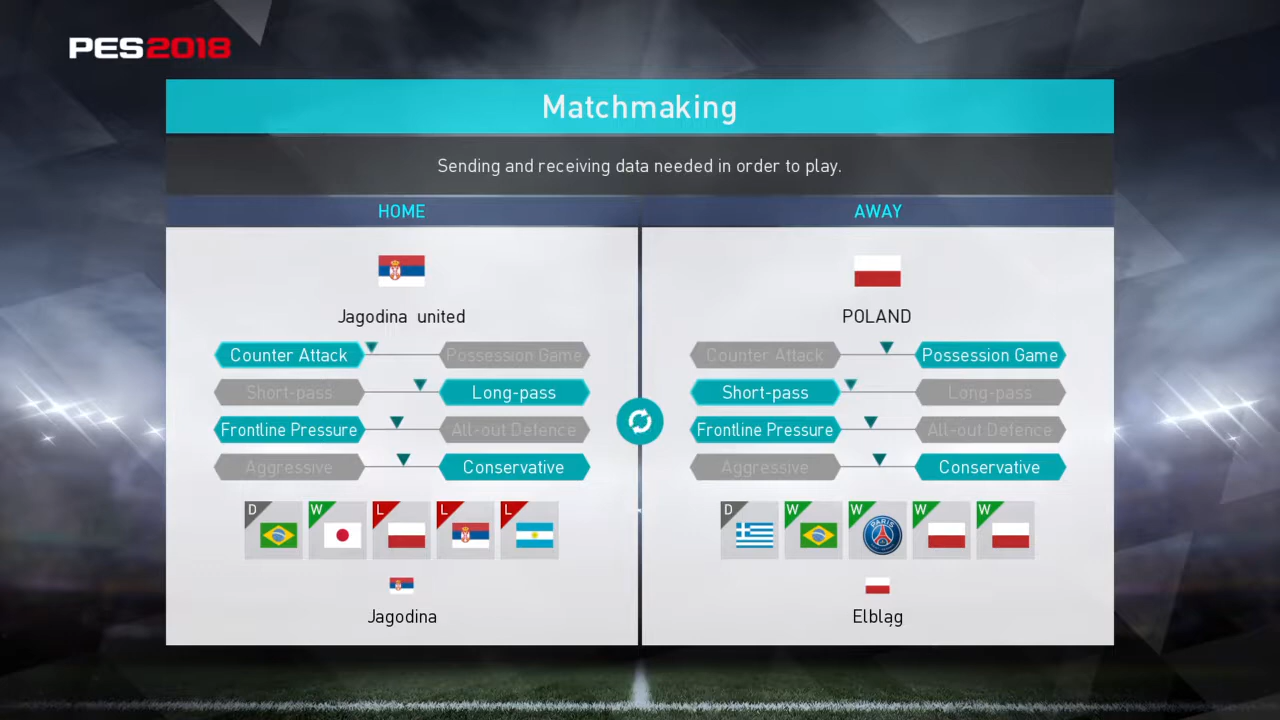 PES2018
Matchmaking
Sending and receiving data needed in order to play.
HOME
AWAY
Jagodina united
Counter Attack Possession Game
Short-pass Long-pass
Frontline Pressure All-out Defence
Aggressive Conservative
D W L L L
Jagodina
POLAND
Counter Attack Possession Game
Short-pass Long-pass
Frontline Pressure All-out Defence
Aggressive Conservative
D W W W W
PARIS
Elbląg